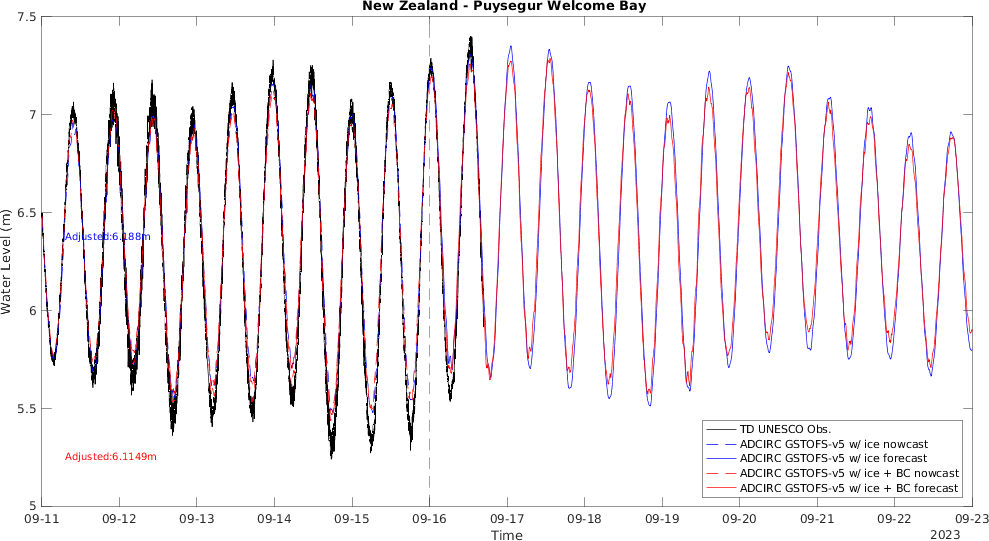 New Zealand - Puysegur Welcome Bay
7.5
7
6.5
6
5.5
5
Water Level (m)
Adjusted:6.188m
Adjusted:6.1149m
TD UNESCO Obs.
ADCIRC GSTOFS-v5 w/ ice nowcast
ADCIRC GSTOFS-v5 w/ ice forecast
ADCIRC GSTOFS-v5 w/ ice + BC nowcast
ADCIRC GSTOFS-v5 w/ ice + BC forecast
09-11 09-12 09-13 09-14 09-15 09-16 09-17 09-18 09-19 09-20 09-21 09-22 09-23
Time
2023